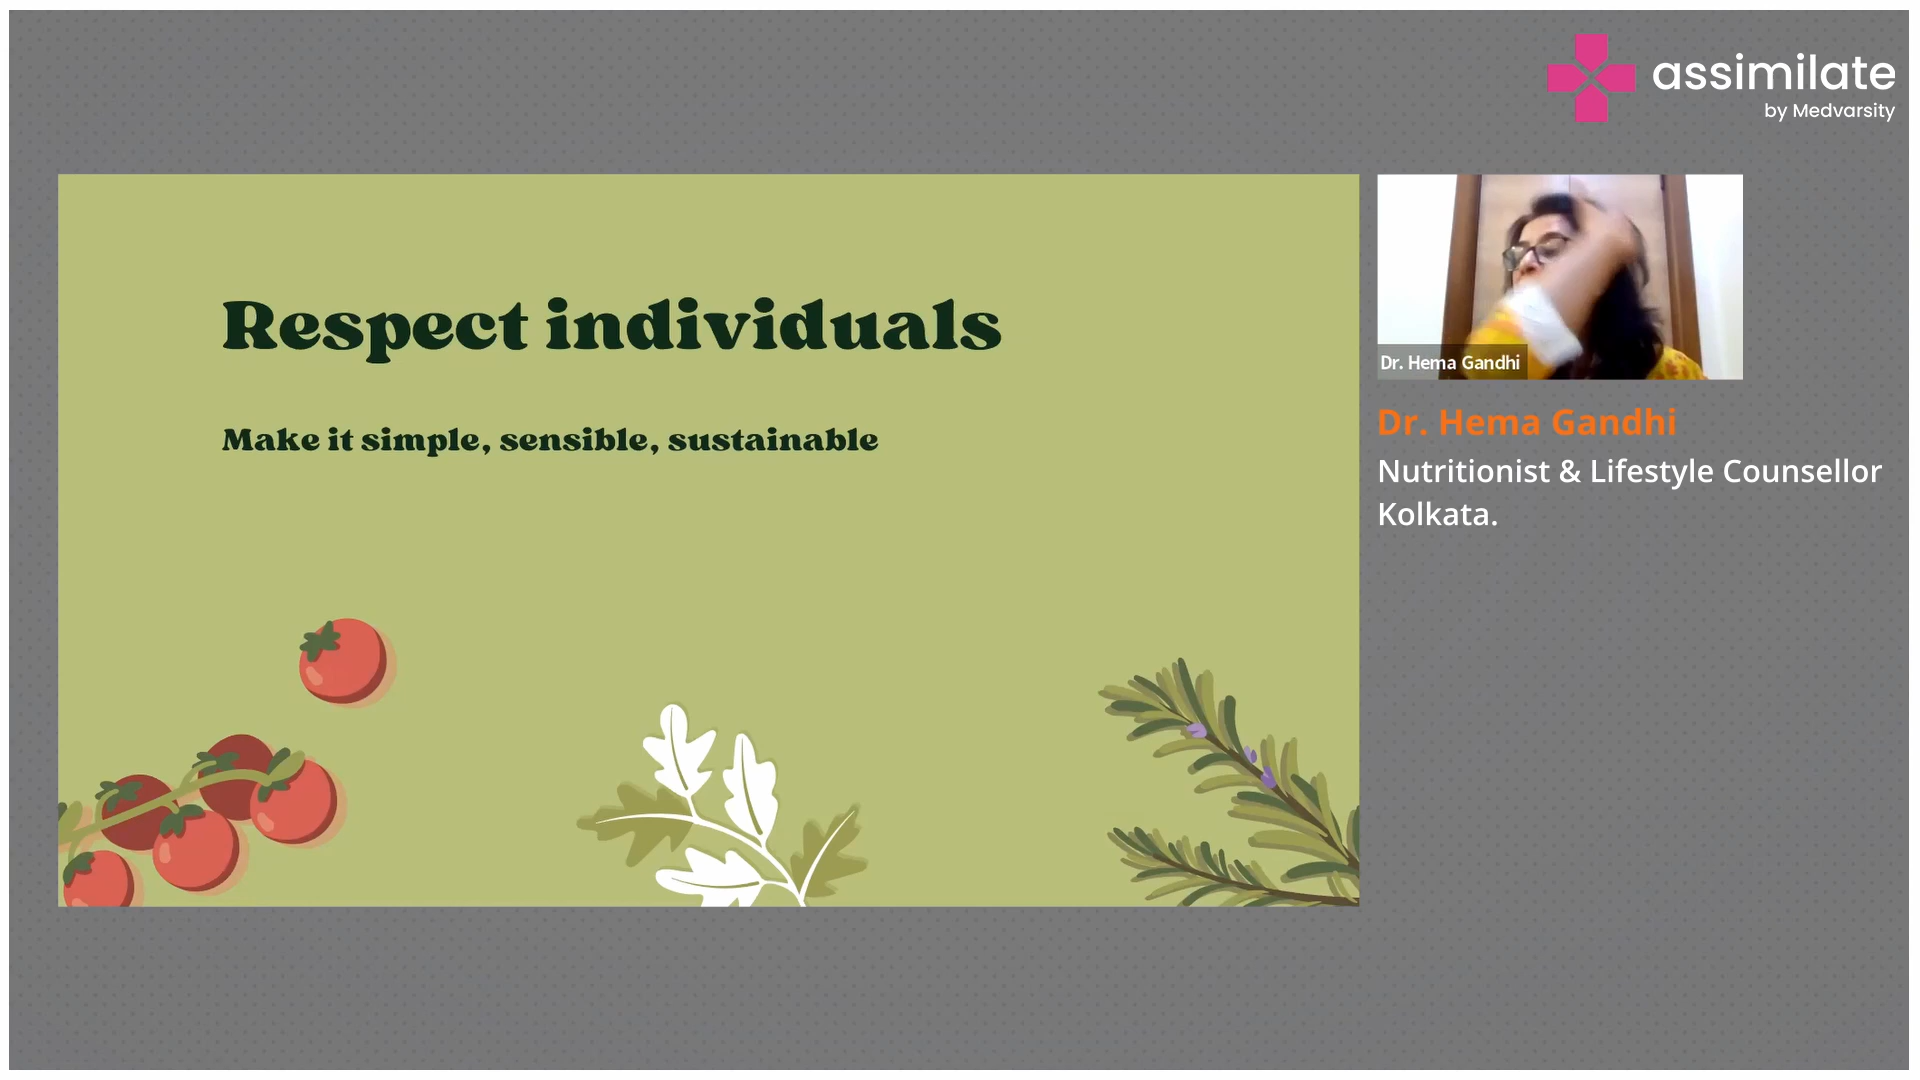 assimilate
by Medvarsity
Respect individuals
Make it simple, sensible, sustainable
Dr. Hema Gandhi
Dr. Hema Gandhi
Nutritionist & Lifestyle Counsellor
Kolkata.